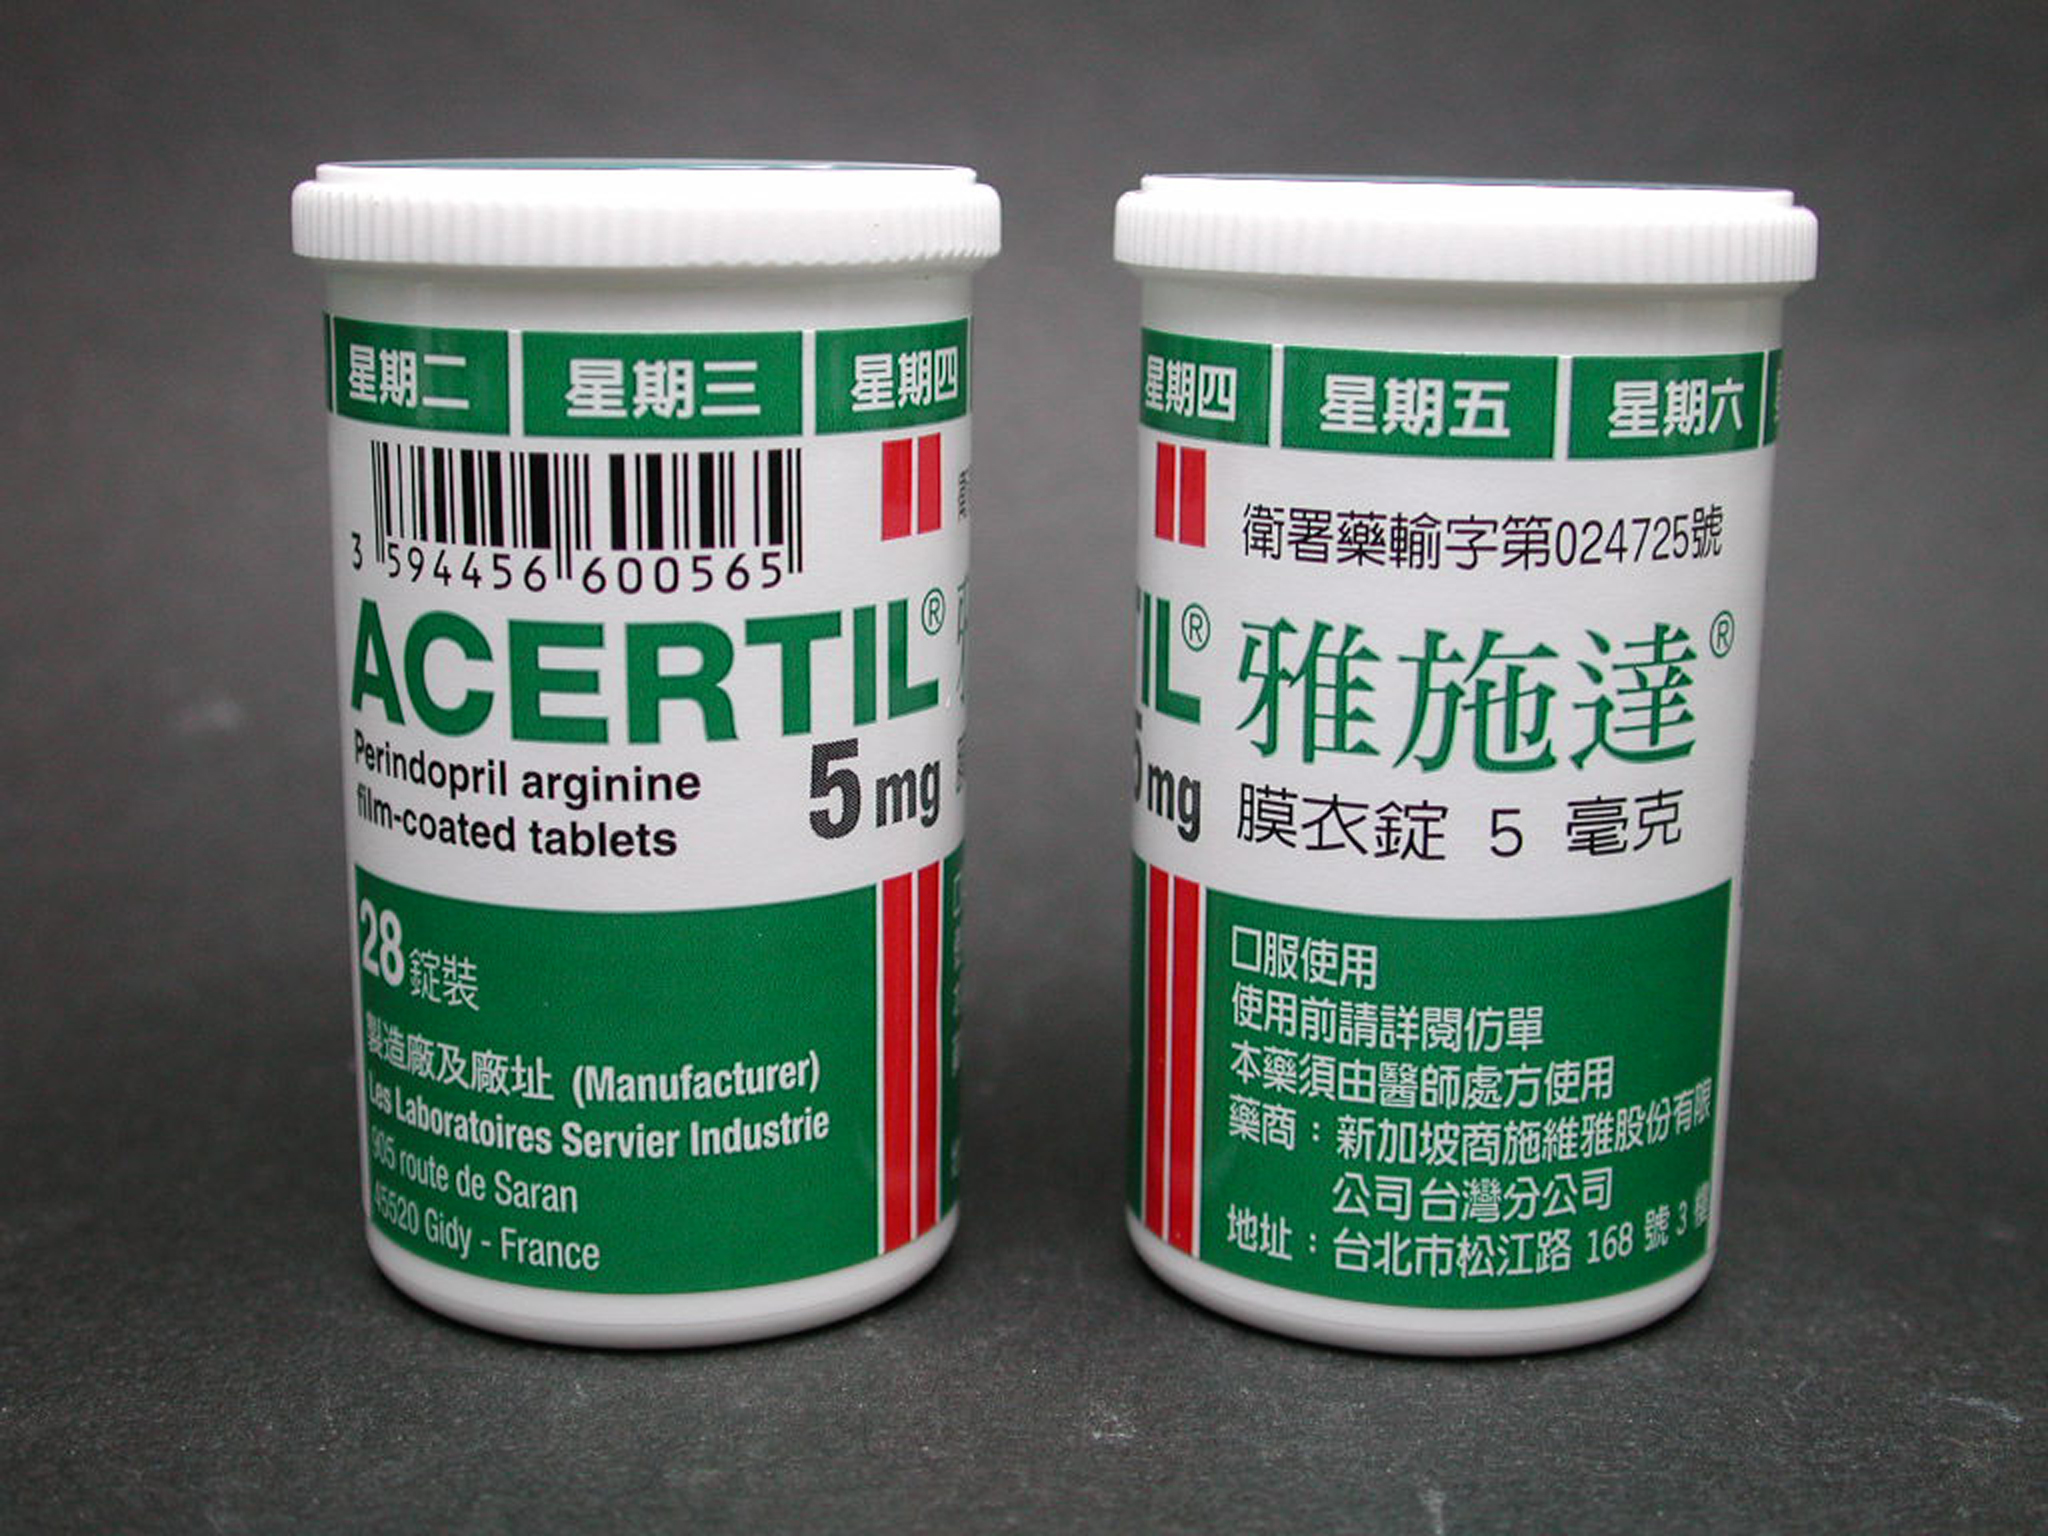 星期二 星期三 星期四
3 594456 600565
ACERTIL®
Perindopril arginine
film-coated tablets
5 mg
28 錠裝
製造廠及廠址 (Manufacturer)
Les Laboratoires Servier Industrie
905 route de Saran
45520 Gidy - France
星期四 星期五 星期六
衛署藥輸字第024725號
TIL® 雅施達®
5 mg 膜衣錠 5 毫克
口服使用
使用前請詳閱仿單
本藥須由醫師處方使用
藥商：新加坡商施維雅股份有限
公司台灣分公司
地址：台北市松江路 168 號 3 樓